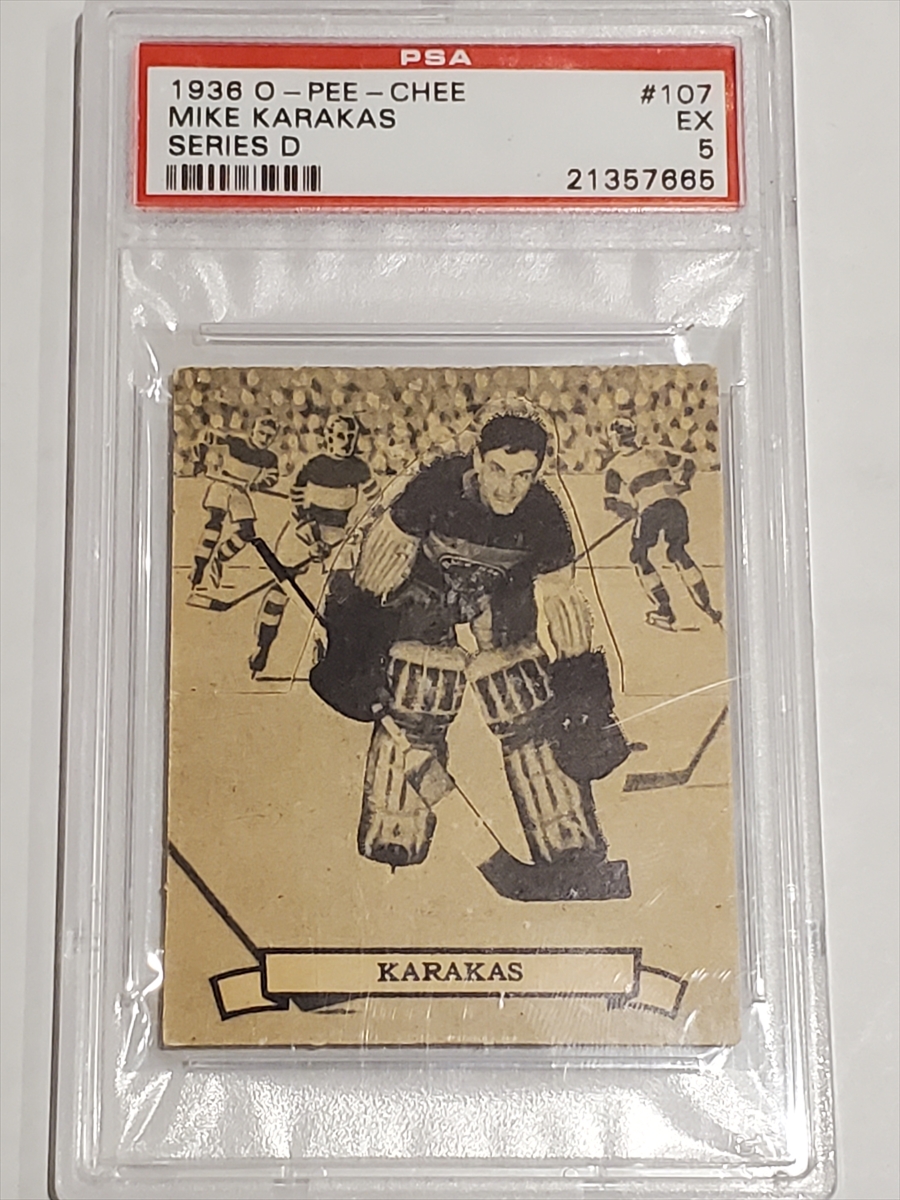 PSA
1936 O-PEE-CHEE #107
MIKE KARAKAS EX
SERIES D 5
21357665
KARAKAS